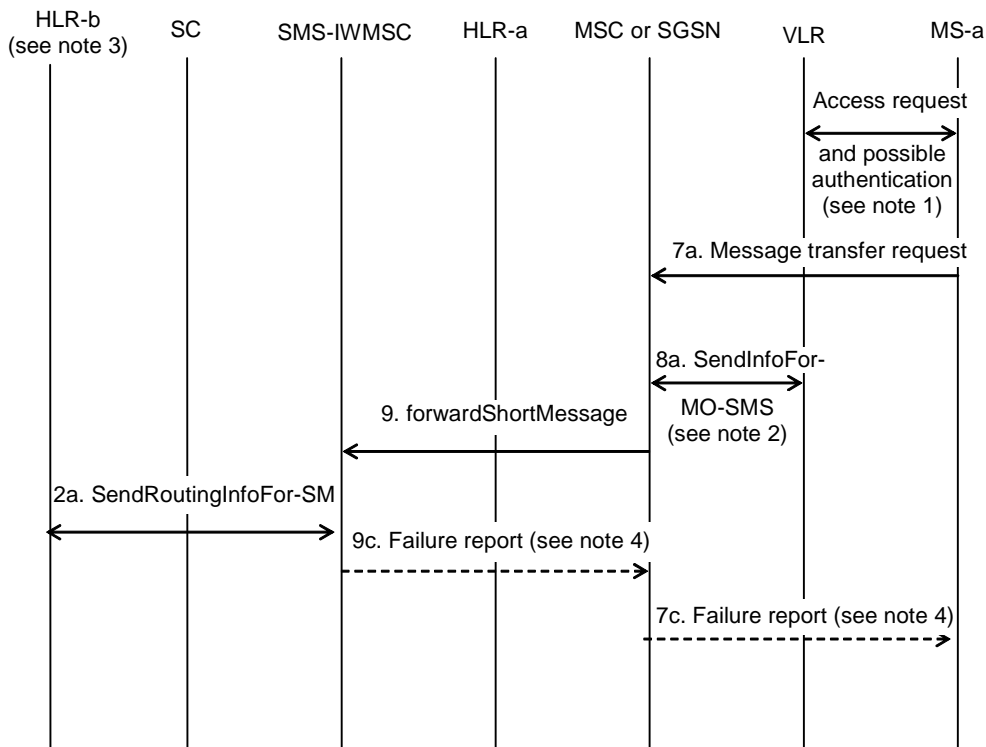 HLR-b
(see note 3)
SC
SMS-IWMSC
HLR-a
MSC or SGSN
VLR
MS-a
Access request
and possible
authentication
(see note 1)
7a. Message transfer request
8a. SendInfoFor-
MO-SMS
(see note 2)
9. forwardShortMessage
2a. SendRoutingInfoFor-SM
9c. Failure report (see note 4)
7c. Failure report (see note 4)